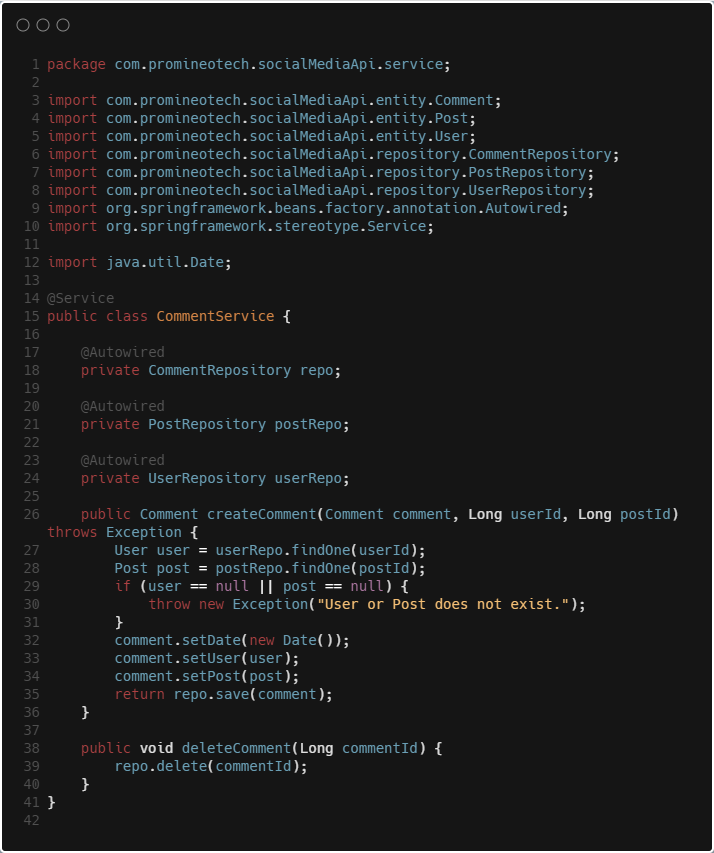 1 package com.promineotech.socialMediaApi.service;
2
3 import com.promineotech.socialMediaApi.entity.Comment;
4 import com.promineotech.socialMediaApi.entity.Post;
5 import com.promineotech.socialMediaApi.entity.User;
6 import com.promineotech.socialMediaApi.repository.CommentRepository;
7 import com.promineotech.socialMediaApi.repository.PostRepository;
8 import com.promineotech.socialMediaApi.repository.UserRepository;
9 import org.springframework.beans.factory.annotation.Autowired;
10 import org.springframework.stereotype.Service;
11
12 import java.util.Date;
13
14 @Service
15 public class CommentService {
16
17     @Autowired
18     private CommentRepository repo;
19
20     @Autowired
21     private PostRepository postRepo;
22
23     @Autowired
24     private UserRepository userRepo;
25
26     public Comment createComment(Comment comment, Long userId, Long postId)
throws Exception {
27         User user = userRepo.findOne(userId);
28         Post post = postRepo.findOne(postId);
29         if (user == null || post == null) {
30             throw new Exception("User or Post does not exist.");
31         }
32         comment.setDate(new Date());
33         comment.setUser(user);
34         comment.setPost(post);
35         return repo.save(comment);
36     }
37
38     public void deleteComment(Long commentId) {
39         repo.delete(commentId);
40     }
41 }
42